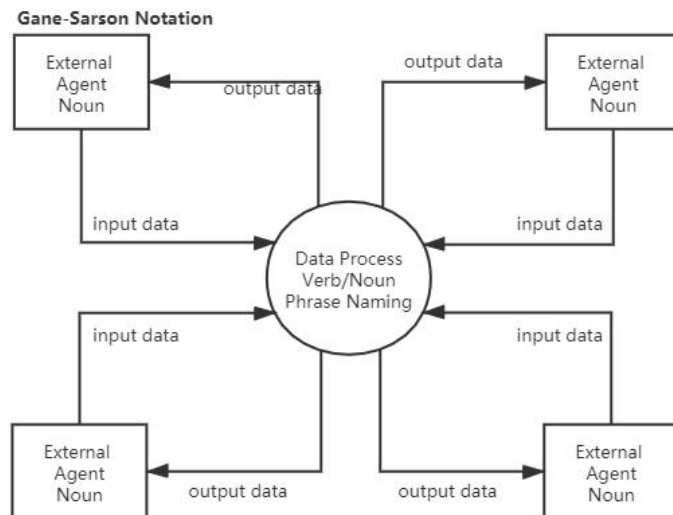 Gane-Sarson Notation
External
Agent
Noun
output data
output data
External
Agent
Noun
input data
input data
Data Process
Verb/Noun
Phrase Naming
input data
input data
External
Agent
Noun
output data
output data
External
Agent
Noun